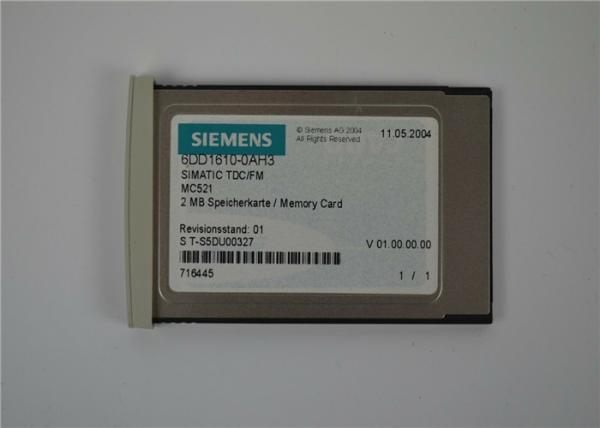 SIEMENS
© Siemens AG 2004
All Rights Reserved
11.05.2004
6DD1610-0AH3
SIMATIC TDC/FM
MC521
2 MB Speicherkarte / Memory Card
Revisionsstand: 01
S T-S5DU00327
V 01.00.00.00
716445
1 / 1